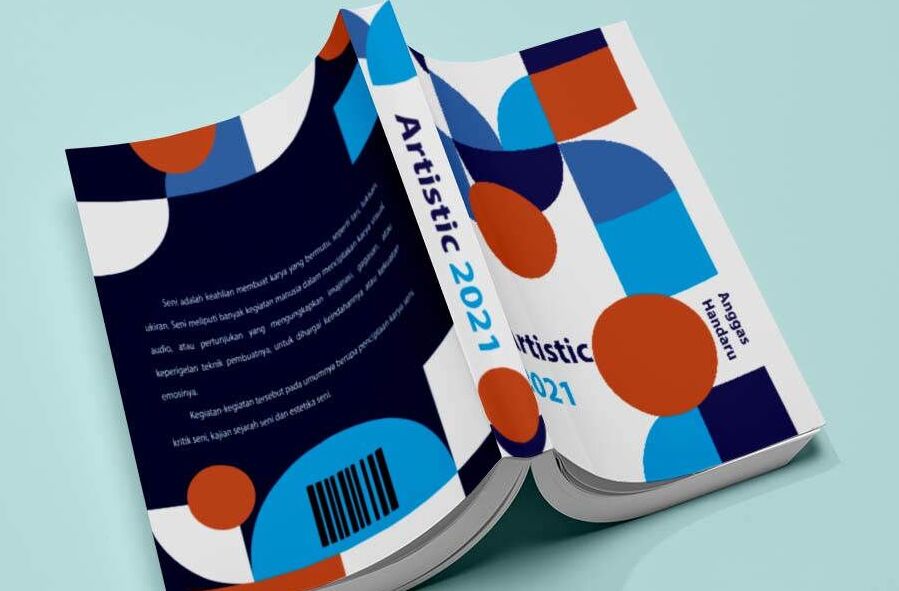 Seni adalah keahlian membuat karya yang bermutu, seperti tari, lukisan,
ukiran. Seni meliputi banyak kegiatan manusia dalam menciptakan karya visual,
audio, atau pertunjukan yang mengungkapkan imajinasi, gagasan, atau
keperigelan teknik pembuatnya, untuk dihargai keindahannya atau kekuatan
emosinya.
Kegiatan-kegiatan tersebut pada umumnya berupa penciptaan karya seni,
kritik seni, kajian sejarah seni dan estetika seni.
Artistic 2021
Artistic
2021
Anggas
Handaru